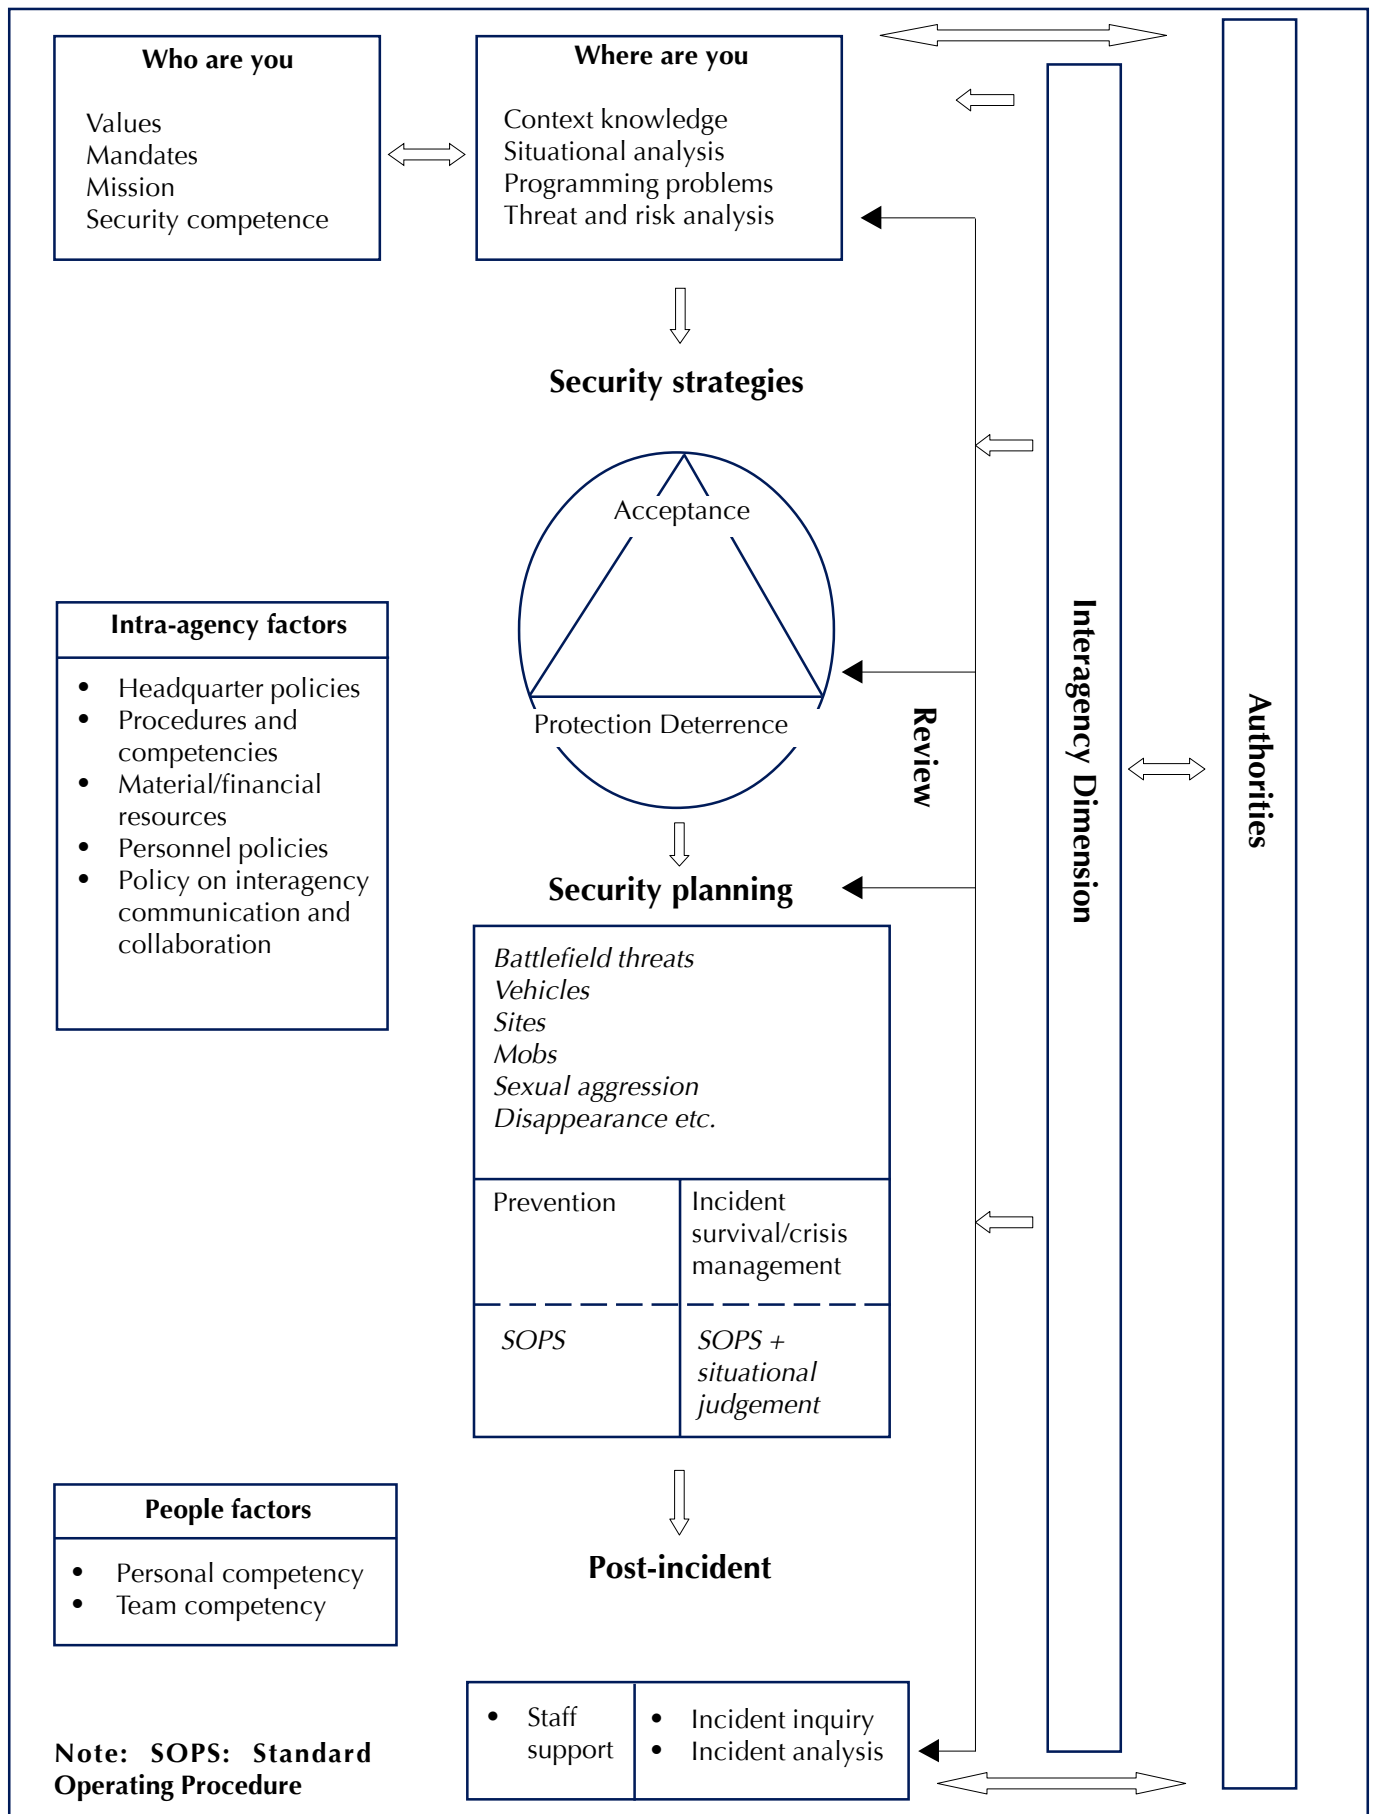 Who are you
Values
Mandates
Mission
Security competence
Where are you
Context knowledge
Situational analysis
Programming problems
Threat and risk analysis
Security strategies
Acceptance
Protection Deterrence
Intra-agency factors
• Headquarter policies
• Procedures and
competencies
• Material/financial
resources
• Personnel policies
• Policy on interagency
communication and
collaboration
Review
Interagency Dimension
Authorities
Security planning
Battlefield threats
Vehicles
Sites
Mobs
Sexual aggression
Disappearance etc.
Prevention
Incident
survival/crisis
management
SOPS
SOPS +
situational
judgement
People factors
• Personal competency
• Team competency
Post-incident
• Staff
support
• Incident inquiry
• Incident analysis
Note: SOPS: Standard
Operating Procedure